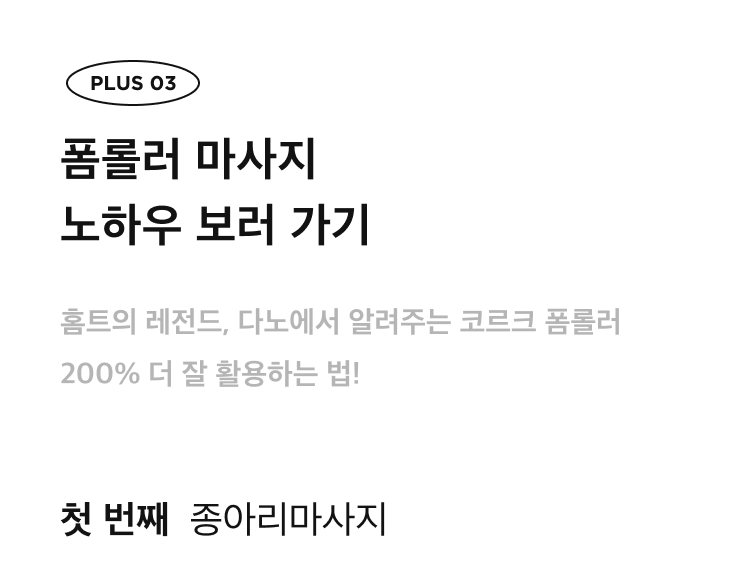 PLUS 03
폼롤러 마사지
노하우 보러 가기
홈트의 레전드, 다노에서 알려주는 코르크 폼롤러
200% 더 잘 활용하는 법!
첫 번째 종아리마사지